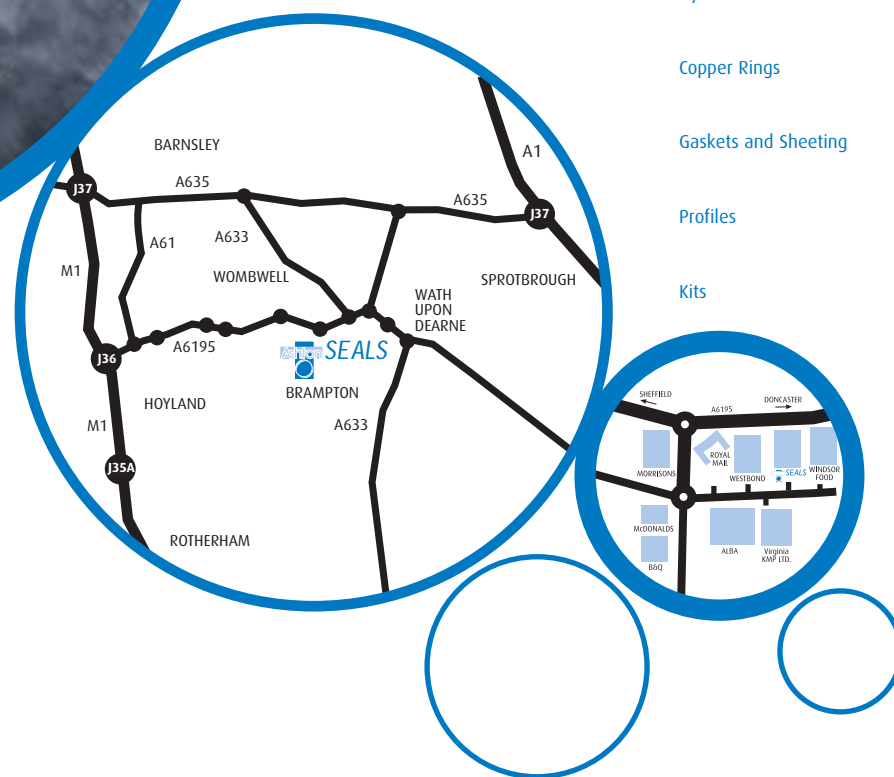 Copper Rings
Gaskets and Sheeting
Profiles
Kits
BARNSLEY
A1
J37
A635
A635
J37
A61
A633
M1
WOMBWELL
SPROTBROUGH
WATH
UPON
DEARNE
J36
A6195
Ashton SEALS
BRAMPTON
HOYLAND
M1
A633
J35A
ROTHERHAM
SHEFFIELD
A6195
DONCASTER
ROYAL
MAIL
MORRISONS
WESTBOND
SEALS
WINDSOR
FOOD
McDONALDS
B&Q
ALBA
Virginia
KMP LTD.